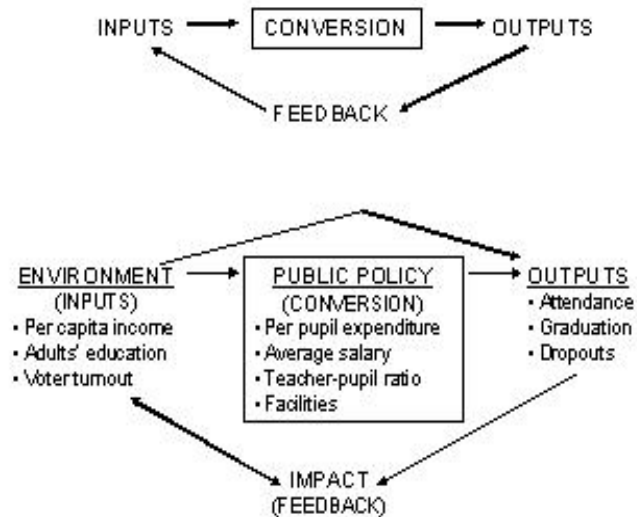 INPUTS CONVERSION OUTPUTS
FEEDBACK
ENVIRONMENT
(INPUTS)
• Per capita income
• Adults' education
• Voter turnout
PUBLIC POLICY
(CONVERSION)
• Per pupil expenditure
• Average salary
• Teacher-pupil ratio
• Facilities
OUTPUTS
• Attendance
• Graduation
• Dropouts
IMPACT
(FEEDBACK)